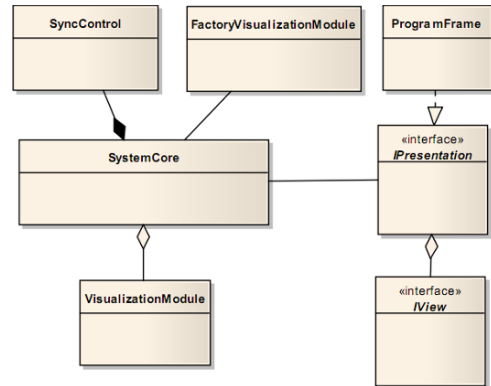 SyncControl
FactoryVisualizationModule
ProgramFrame
SystemCore
«interface»
IPresentation
VisualizationModule
«interface»
IView